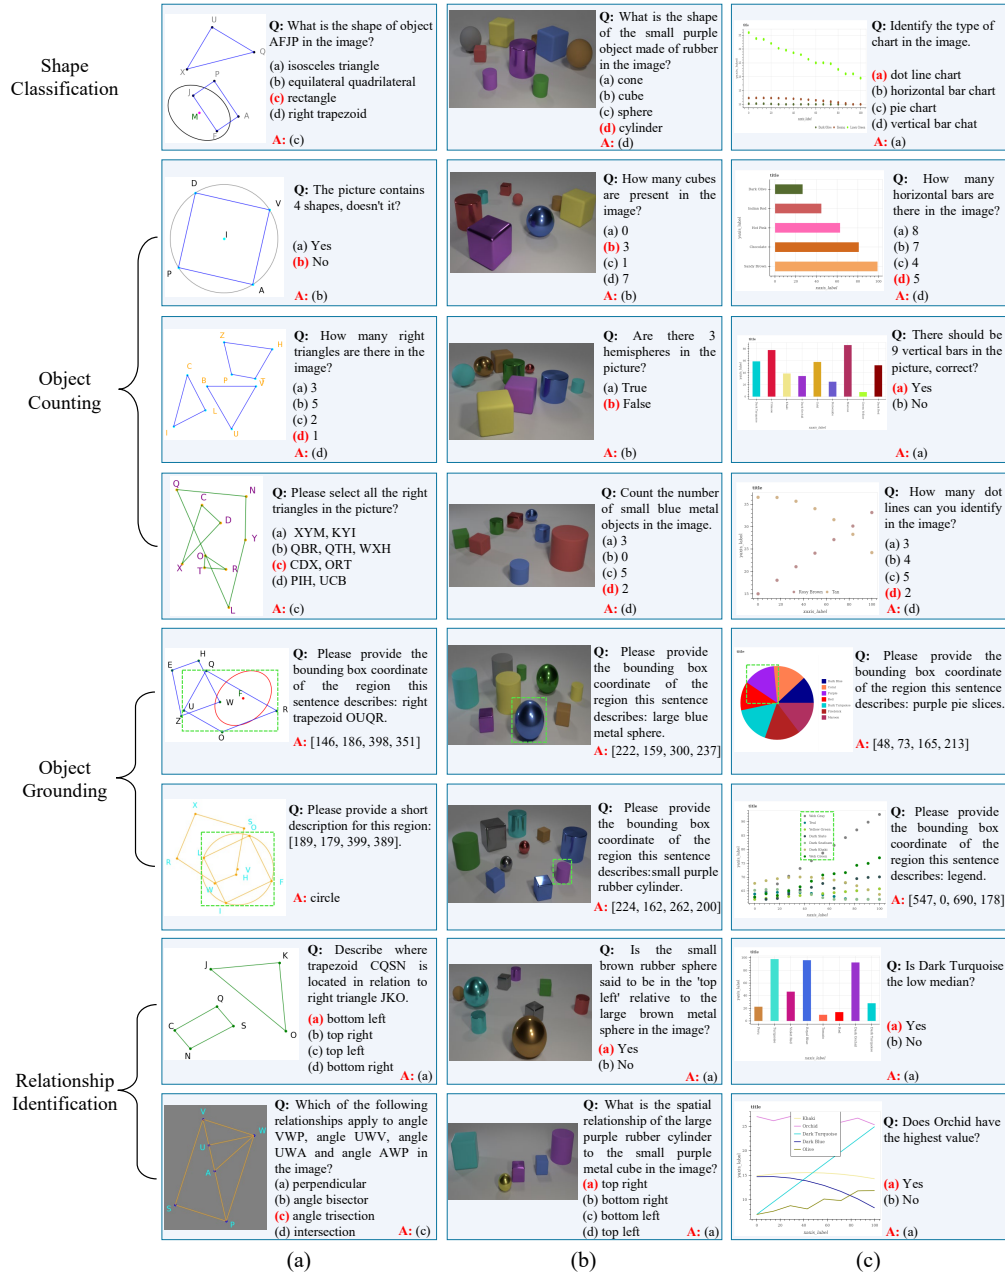 Shape
Classification
Q: What is the shape of object
AFJP in the image?
(a) isosceles triangle
(b) equilateral quadrilateral
(c) rectangle
(d) right trapezoid
A: (c)
U
Q
X
P
M
A
F
Q: What is the shape
of the small purple
object made of rubber
in the image?
(a) cone
(b) cube
(c) sphere
(d) cylinder
A: (d)
Q: Identify the type of
chart in the image.
(a) dot line chart
(b) horizontal bar chart
(c) pie chart
(d) vertical bar chat
A: (a)
Object
Counting
D
V
I
P
A
Q: The picture contains
4 shapes, doesn't it?
(a) Yes
(b) No
A: (b)
Q: How many cubes
are present in the
image?
(a) 0
(b) 3
(c) 1
(d) 7
A: (b)
title
xaxis_label
Q: How many
horizontal bars are
there in the image?
(a) 8
(b) 7
(c) 4
(d) 5
A: (d)
Z
H
C
B
P
V
L
I
U
Q: How many right
triangles are there in the
image?
(a) 3
(b) 5
(c) 2
(d) 1
A: (d)
Q: Are there 3
hemispheres in the
picture?
(a) True
(b) False
A: (b)
Q: There should be
9 vertical bars in the
picture, correct?
(a) Yes
(b) No
A: (a)
Q
N
C
D
Y
O
X
T
R
L
Q: Please select all the right
triangles in the picture?
(a) XYM, KYI
(b) QBR, QTH, WXH
(c) CDX, ORT
(d) PIH, UCB
A: (c)
Q: Count the number
of small blue metal
objects in the image.
(a) 3
(b) 0
(c) 5
(d) 2
A: (d)
title
Rosy Brown
Tan
xaxis_label
Q: How many dot
lines can you identify
in the image?
(a) 3
(b) 4
(c) 5
(d) 2
A: (d)
Object
Grounding
H
E
Q
F
U
W
Z
R
O
Q: Please provide the
bounding box coordinate
of the region this
sentence describes: right
trapezoid OUQR.
A: [146, 186, 398, 351]
Q: Please provide
the bounding box
coordinate of the
region this sentence
describes: large blue
metal sphere.
A: [222, 159, 300, 237]
Q: Please provide the
bounding box coordinate
of the region this sentence
describes: purple pie slices.
A: [48, 73, 165, 213]
X
S
O
L
R
V
H
W
F
I
Q: Please provide a short
description for this region:
[189, 179, 399, 389].
A: circle
Q: Please provide
the bounding box
coordinate of the
region this sentence
describes:small purple
rubber cylinder.
A: [224, 162, 262, 200]
title
xaxis_label
Q: Please provide
the bounding box
coordinate of the
region this sentence
describes: legend.
A: [547, 0, 690, 178]
Relationship
Identification
K
J
Q
C
S
N
O
Q: Describe where
trapezoid CQSN is
located in relation to
right triangle JKO.
(a) bottom left
(b) top right
(c) top left
(d) bottom right
A: (a)
Q: Is the small
brown rubber sphere
said to be in the 'top
left' relative to the
large brown metal
sphere in the image?
(a) Yes
(b) No
A: (a)
title
xaxis_label
Q: Is Dark Turquoise
the low median?
(a) Yes
(b) No
A: (a)
V
W
U
A
S
P
Q: Which of the following
relationships apply to angle
VWP, angle UWV, angle
UWA and angle AWP in
the image?
(a) perpendicular
(b) angle bisector
(c) angle trisection
(d) intersection
A: (c)
Q: What is the spatial
relationship of the large
purple rubber cylinder
to the small purple
metal cube in the image?
(a) top right
(b) bottom right
(c) bottom left
(d) top left
A: (a)
title
Khaki
Orchid
Dark Turquoise
Dark Blue
Olive
xaxis_label
Q: Does Orchid have
the highest value?
(a) Yes
(b) No
A: (a)
(a)
(b)
(c)